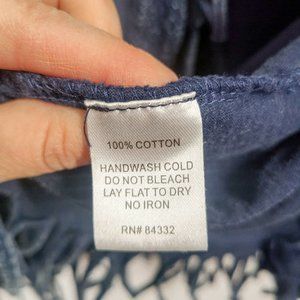 100% COTTON
HANDWASH COLD
DO NOT BLEACH
LAY FLAT TO DRY
NO IRON
RN# 84332